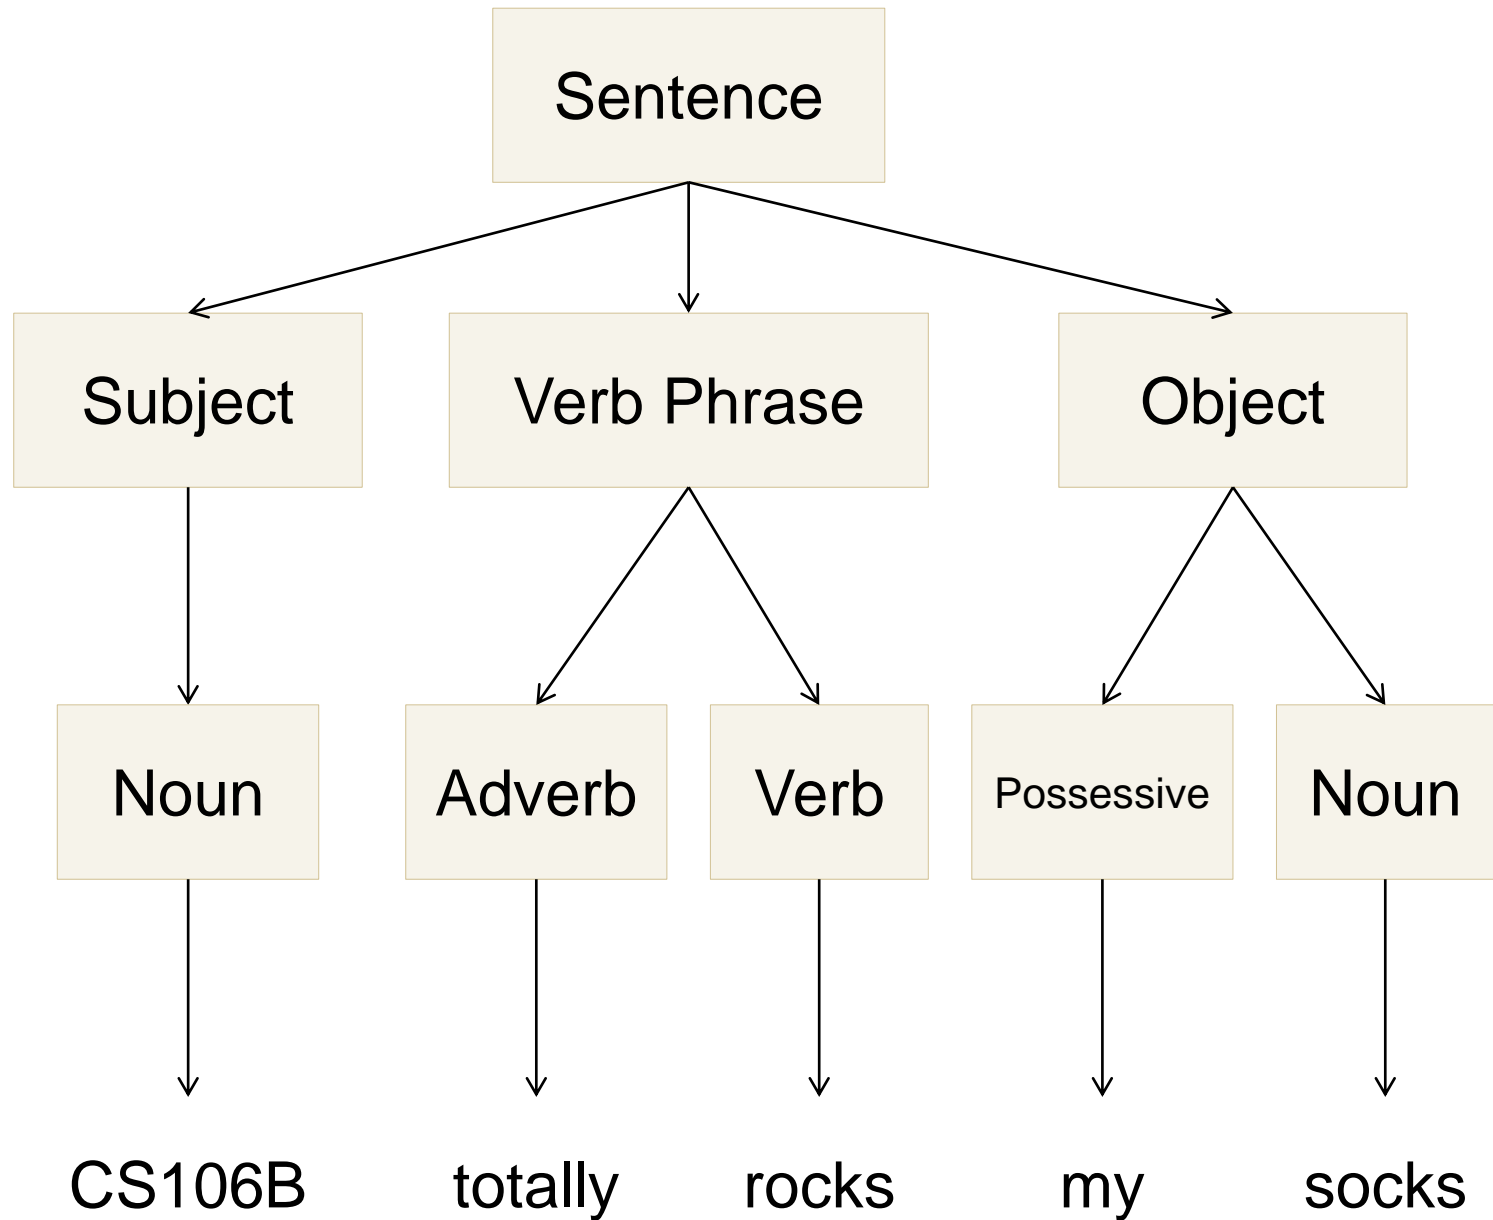 Sentence
Subject Verb Phrase Object
Noun Adverb Verb Possessive Noun
CS106B totally rocks my socks